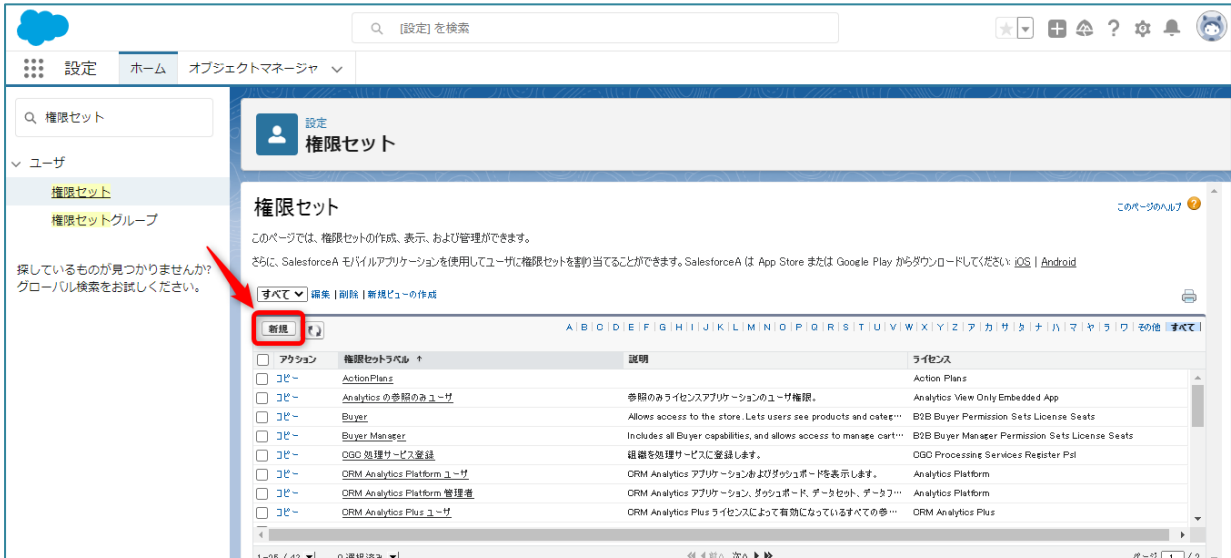 [設定] を検索
設定 ホーム オブジェクトマネージャ
権限セット
ユーザ
権限セット
権限セットグループ
探しているものが見つかりませんか?
グローバル検索をお試しください。
設定
権限セット
権限セット
このページのヘルプ
このページでは、権限セットの作成、表示、および管理ができます。
さらに、SalesforceA モバイルアプリケーションを使用してユーザに権限セットを割り当てることができます。SalesforceA は App Store または Google Play からダウンロードしてください: iOS | Android
すべて 編集 | 削除 | 新規ビューの作成
新規 A | B | C | D | E | F | G | H | I | J | K | L | M | N | O | P | Q | R | S | T | U | V | W | X | Y | Z | ア | カ | サ | タ | ナ | ハ | マ | ヤ | ラ | ワ | その他 | すべて
アクション 権限セットラベル ↑ 説明 ライセンス
コピー ActionPlans Action Plans
コピー Analytics の参照のみユーザ 参照のみライセンスアプリケーションのユーザ権限。 Analytics View Only Embedded App
コピー Buyer Allows access to the store. Lets users see products and categ… B2B Buyer Permission Sets License Seats
コピー Buyer Manager Includes all Buyer capabilities, and allows access to manage cart… B2B Buyer Manager Permission Sets License Seats
コピー CGC 処理サービス登録 組織を処理サービスに登録します。 CGC Processing Services Register Psl
コピー CRM Analytics Platform ユーザ CRM Analytics アプリケーションおよびダッシュボードを表示します。 Analytics Platform
コピー CRM Analytics Platform 管理者 CRM Analytics アプリケーション、ダッシュボード、データセット、データフ… Analytics Platform
コピー CRM Analytics Plus ユーザ CRM Analytics Plus ライセンスによって有効になっているすべての参… CRM Analytics Plus